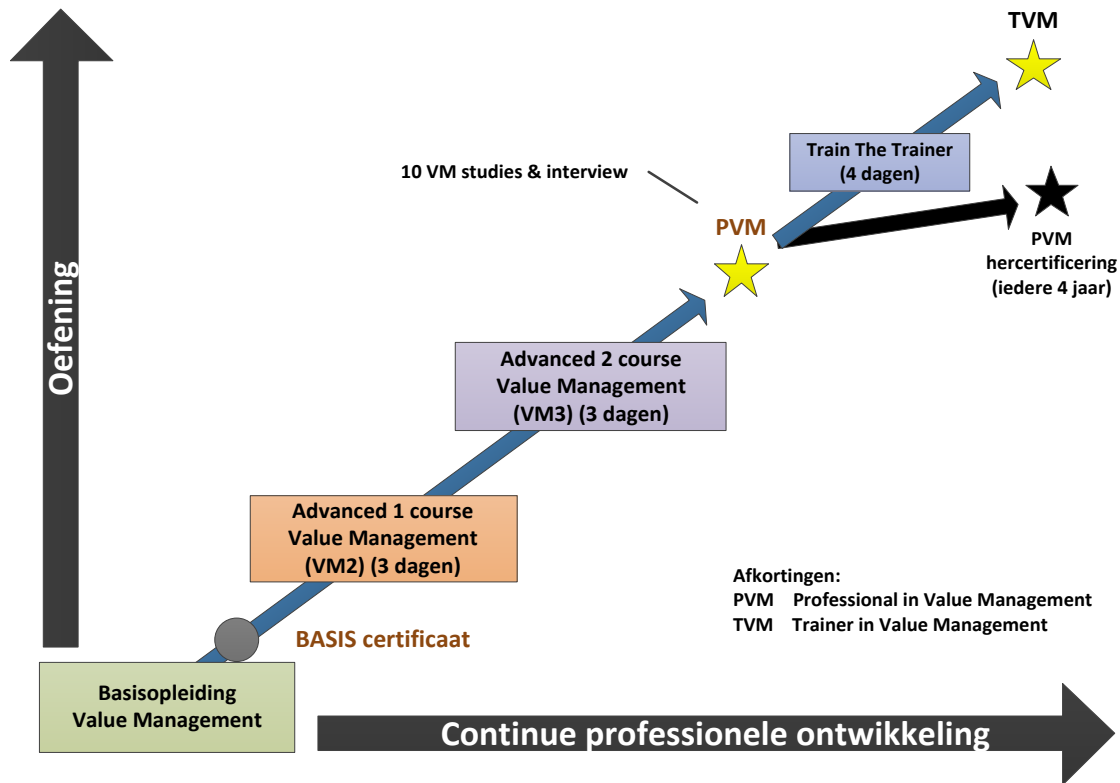 TVM
Train The Trainer
(4 dagen)
10 VM studies & interview
PVM
PVM
hercertificering
(iedere 4 jaar)
Oefening
Advanced 2 course
Value Management
(VM3) (3 dagen)
Advanced 1 course
Value Management
(VM2) (3 dagen)
Afkortingen:
PVM Professional in Value Management
TVM Trainer in Value Management
BASIS certificaat
Basisopleiding
Value Management
Continue professionele ontwikkeling